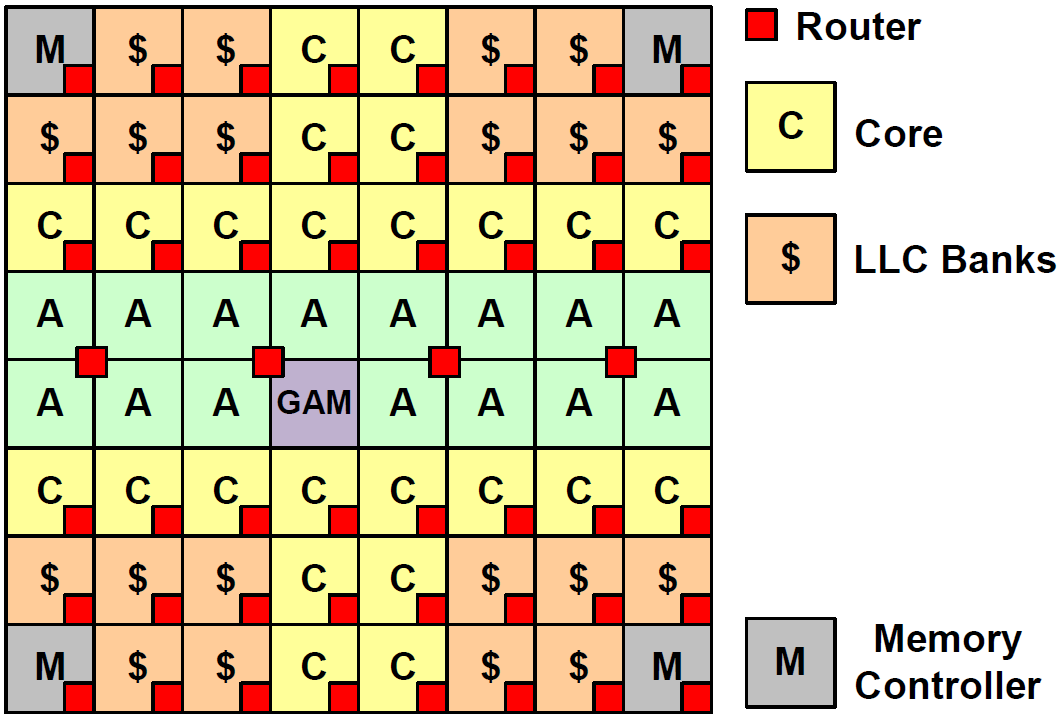 M $ $ C C $ $ M
$ $ $ C C $ $ $
C C C C C C C C
A A A A A A A A
A A A GAM A A A A
C C C C C C C C
$ $ $ C C $ $ $
M $ $ C C $ $ M
Router
C Core
$ LLC Banks
M Memory
Controller